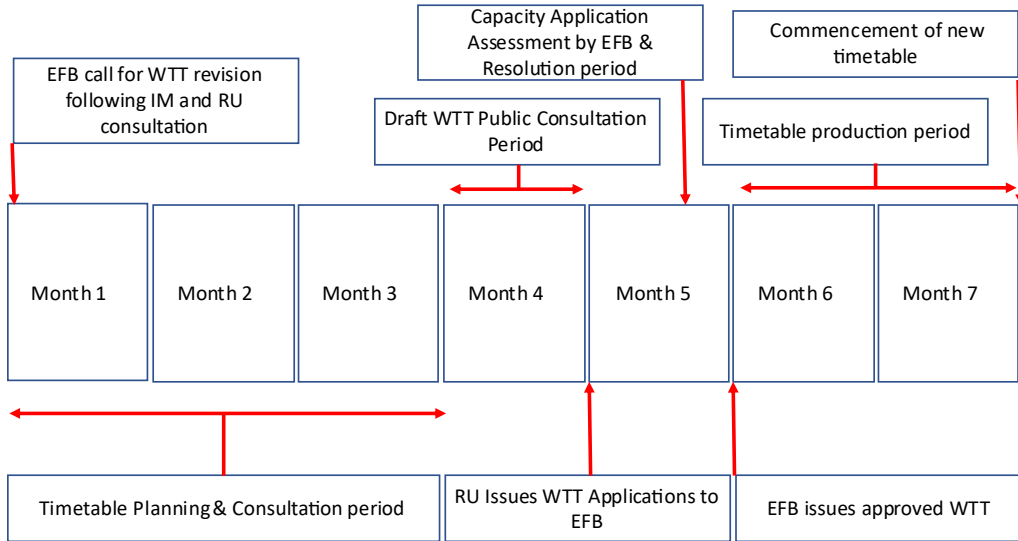 Capacity Application
Assessment by EFB &
Resolution period
Commencement of new
timetable
EFB call for WTT revision
following IM and RU
consultation
Draft WTT Public Consultation
Period
Timetable production period
Month 1
Month 2
Month 3
Month 4
Month 5
Month 6
Month 7
Timetable Planning & Consultation period
RU Issues WTT Applications to
EFB
EFB issues approved WTT